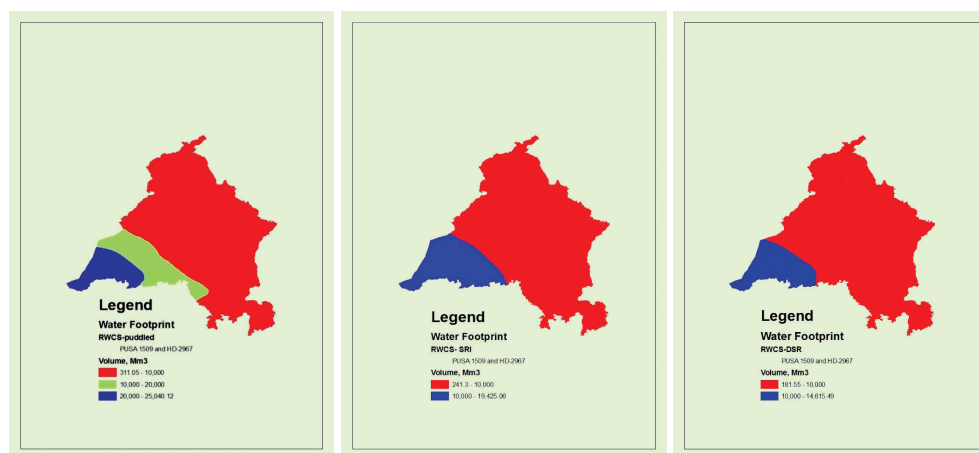 Legend
Water Footprint
RWCS-puddled
PUSA 1509 and HD-2967
Volume, Mm3
311.05 - 10,000
10,000 - 20,000
20,000 - 25,040.12
Legend
Water Footprint
RWCS- SRI
PUSA 1509 and HD-2967
Volume, Mm3
241.3 - 10,000
10,000 - 19,425.06
Legend
Water Footprint
RWCS-DSR
PUSA 1509 and HD-2967
Volume, Mm3
181.55 - 10,000
10,000 - 14,615.49